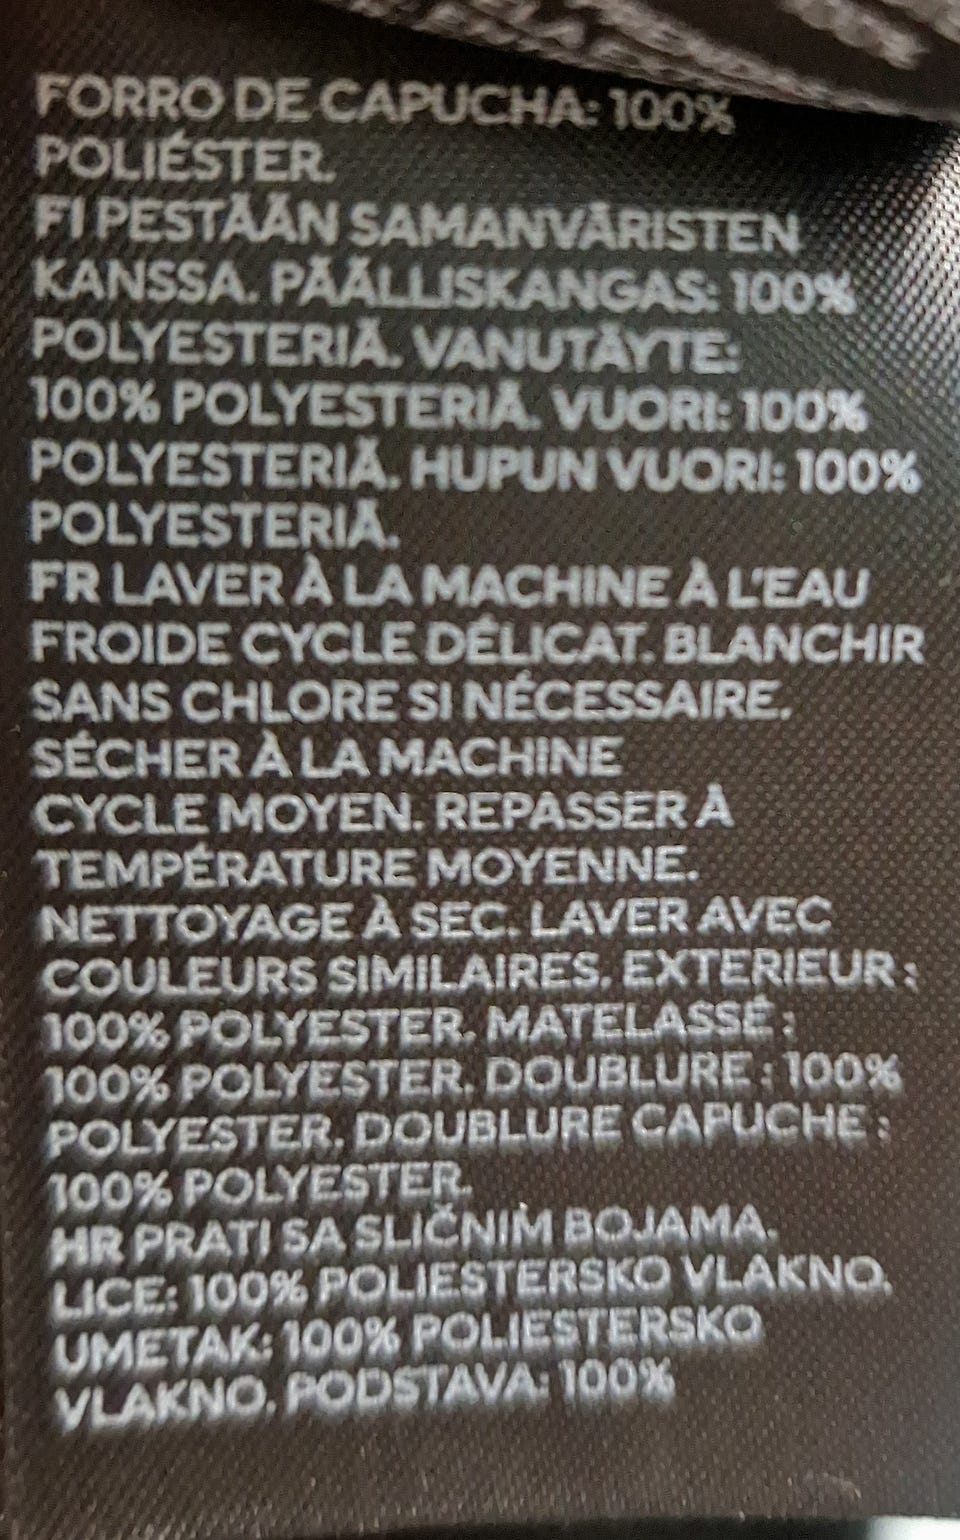 FORRO DE CAPUCHA: 100%
POLIÉSTER.
FI PESTÄÄN SAMANVÄRISTEN
KANSSA. PÄÄLLISKANGAS: 100%
POLYESTERIÄ. VANUTÄYTE:
100% POLYESTERIÄ. VUORI: 100%
POLYESTERIÄ. HUPUN VUORI: 100%
POLYESTERIÄ.
FR LAVER À LA MACHINE À L'EAU
FROIDE CYCLE DÉLICAT. BLANCHIR
SANS CHLORE SI NÉCESSAIRE.
SÉCHER À LA MACHINE
CYCLE MOYEN. REPASSER À
TEMPÉRATURE MOYENNE.
NETTOYAGE À SEC. LAVER AVEC
COULEURS SIMILAIRES. EXTERIEUR :
100% POLYESTER. MATELASSÉ :
100% POLYESTER. DOUBLURE : 100%
POLYESTER. DOUBLURE CAPUCHE :
100% POLYESTER.
HR PRATI SA SLIČNIM BOJAMA.
LICE: 100% POLIESTERSKO VLAKNO.
UMETAK: 100% POLIESTERSKO
VLAKNO. PODSTAVA: 100%